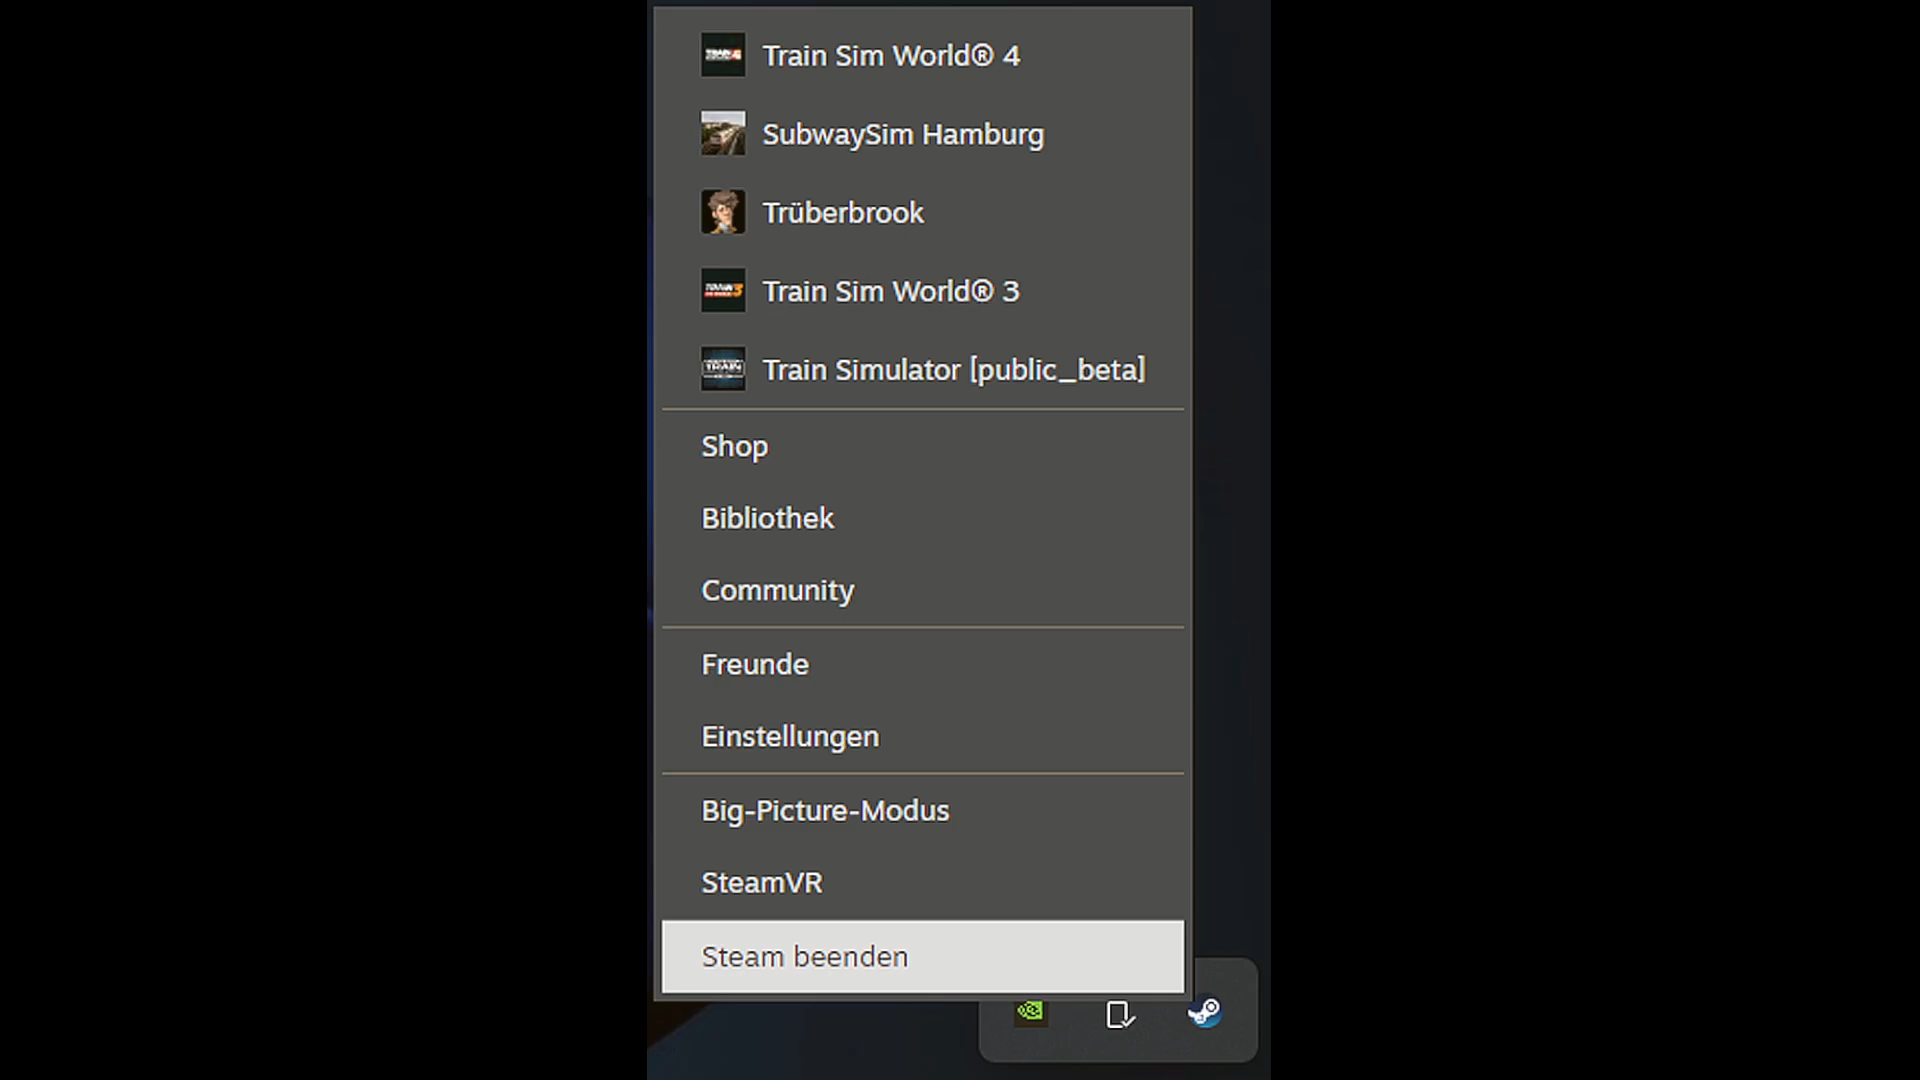 Train Sim World® 4
SubwaySim Hamburg
Trüberbrook
Train Sim World® 3
Train Simulator [public_beta]
Shop
Bibliothek
Community
Freunde
Einstellungen
Big-Picture-Modus
SteamVR
Steam beenden